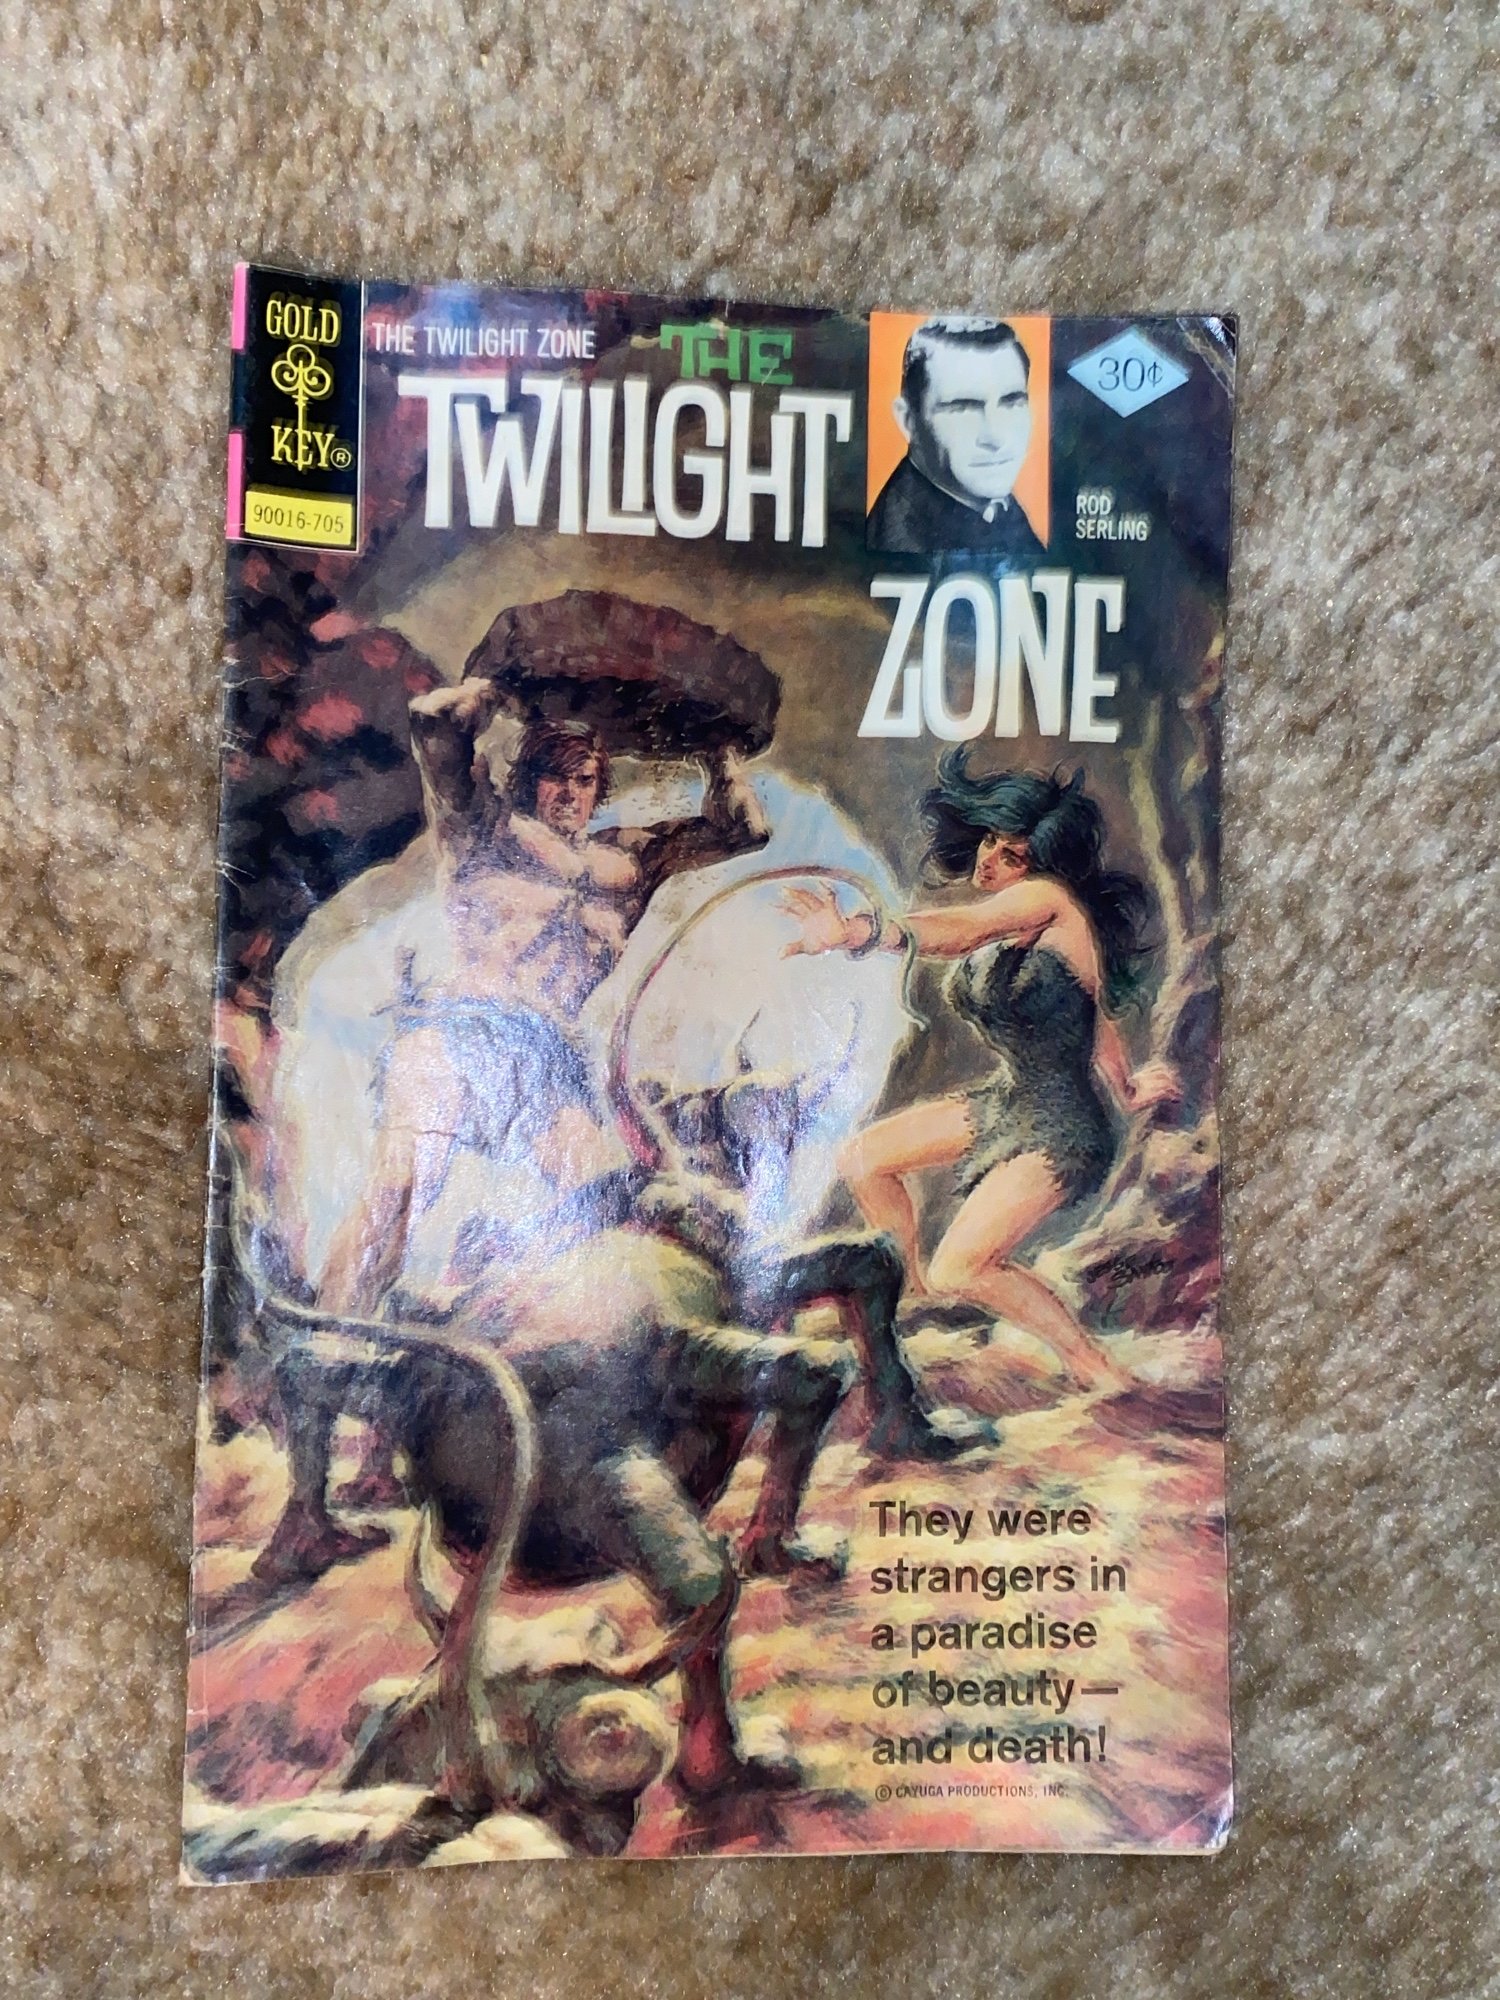 GOLD
KEY®
90016-705
THE TWILIGHT ZONE
THE
TWILIGHT
ZONE
30¢
ROD
SERLING
They were
strangers in
a paradise
of beauty—
and death!
© CAYUGA PRODUCTIONS, INC.